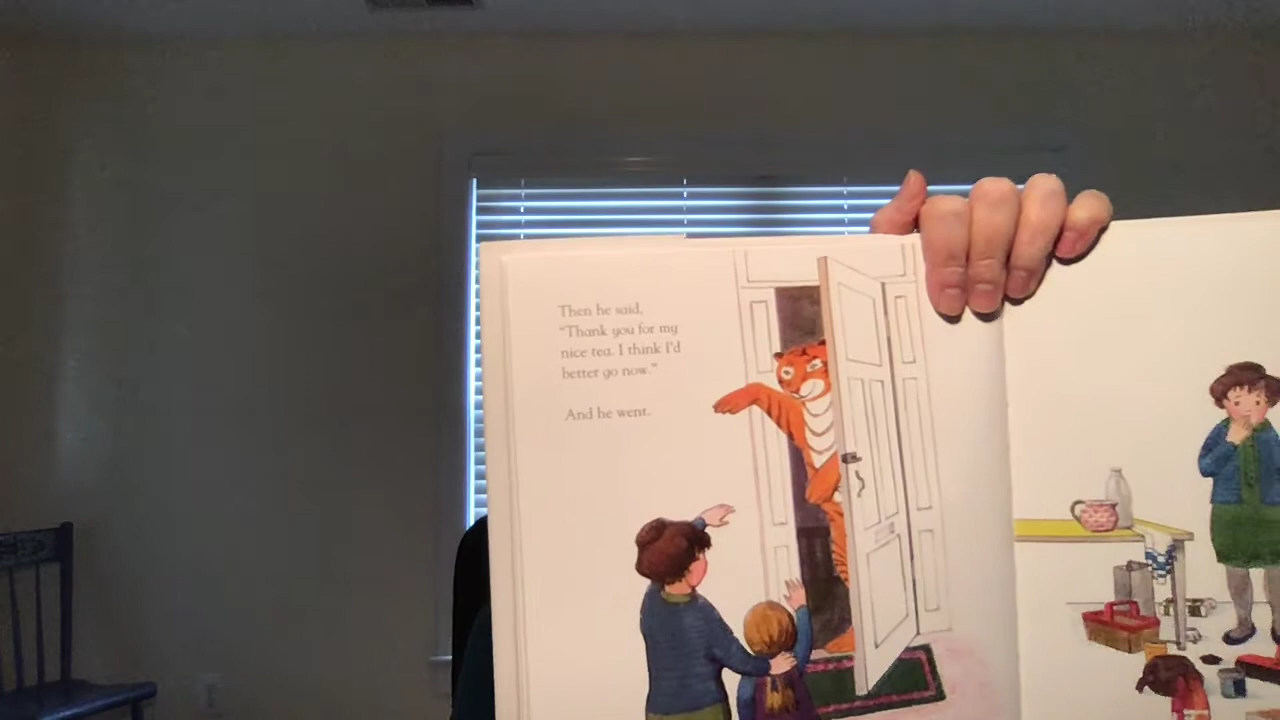 Then he said,
"Thank you for my
nice tea. I think I'd
better go now."
And he went.